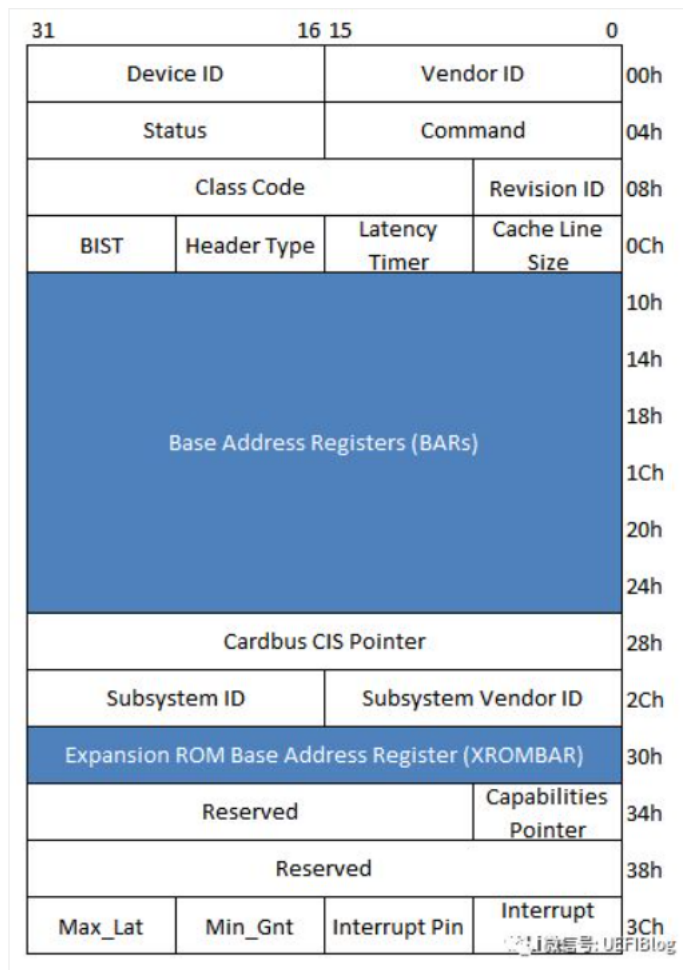 31 16 15 0
Device ID Vendor ID 00h
Status Command 04h
Class Code Revision ID 08h
BIST Header Type Latency Timer Cache Line Size 0Ch
10h
14h
18h
Base Address Registers (BARs)
1Ch
20h
24h
Cardbus CIS Pointer 28h
Subsystem ID Subsystem Vendor ID 2Ch
Expansion ROM Base Address Register (XROMBAR) 30h
Reserved Capabilities Pointer 34h
Reserved 38h
Max_Lat Min_Gnt Interrupt Pin Interrupt 3Ch
微信号: UEFIBlog